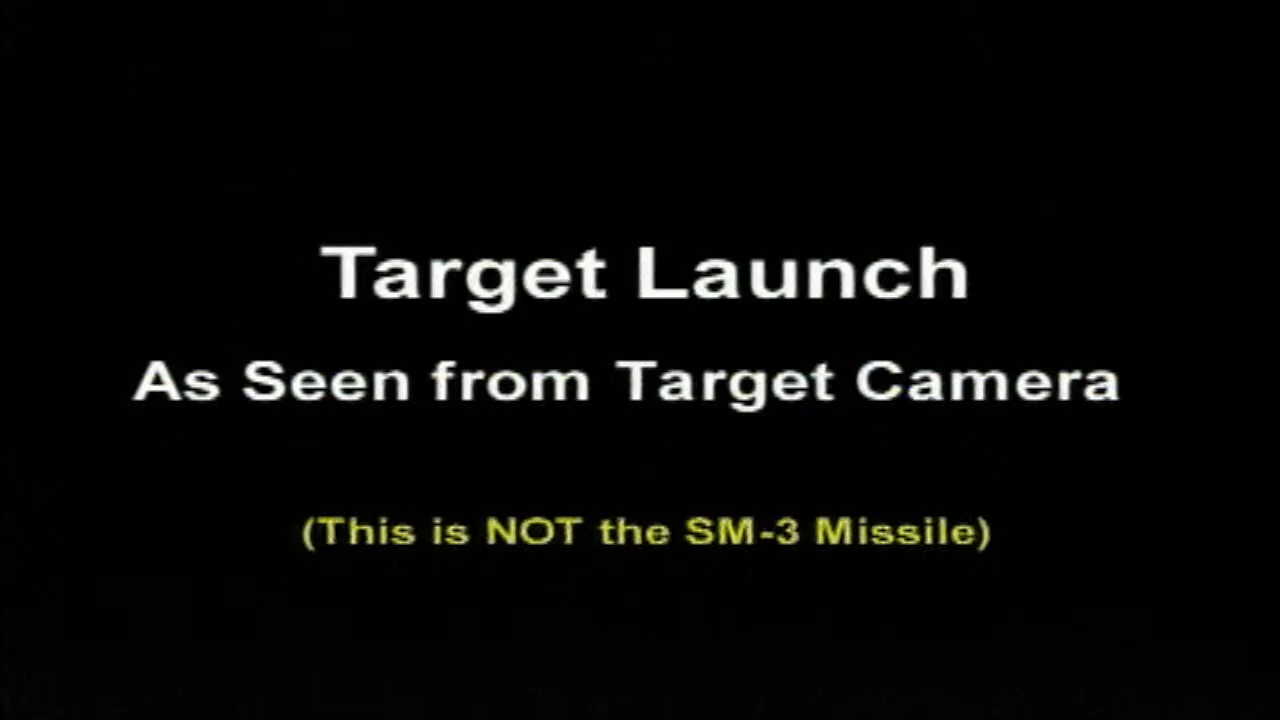 Target Launch
As Seen from Target Camera
(This is NOT the SM-3 Missile)